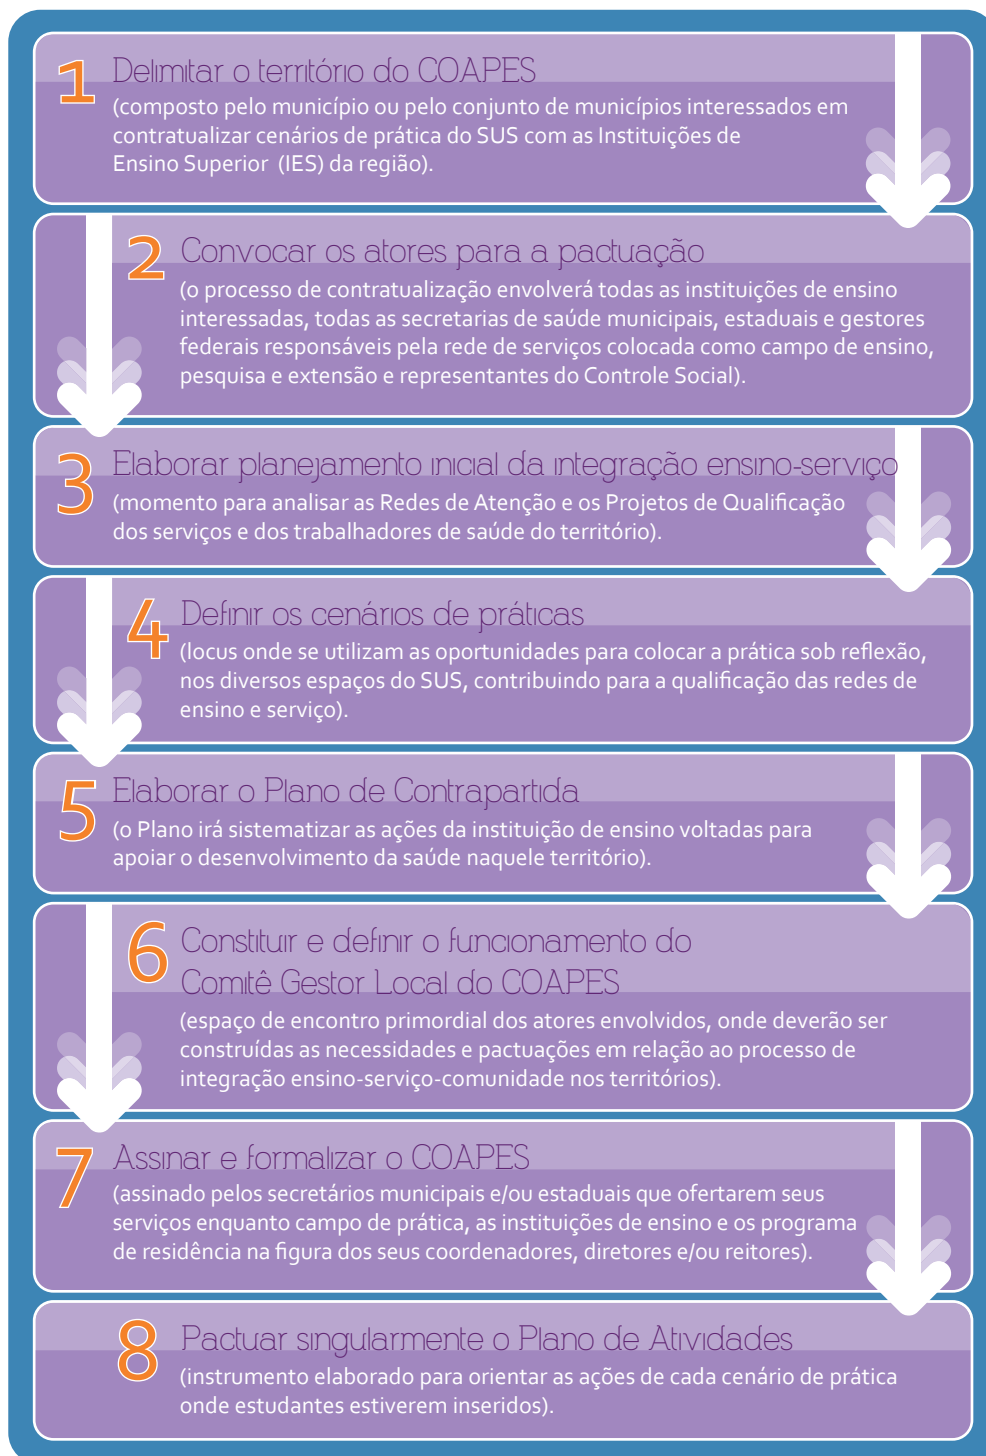 1 Delimitar o território do COAPES
(composto pelo município ou pelo conjunto de municípios interessados em
contratualizar cenários de prática do SUS com as Instituições de
Ensino Superior (IES) da região).
2 Convocar os atores para a pactuação
(o processo de contratualização envolverá todas as instituições de ensino
interessadas, todas as secretarias de saúde municipais, estaduais e gestores
federais responsáveis pela rede de serviços colocada como campo de ensino,
pesquisa e extensão e representantes do Controle Social).
3 Elaborar planejamento inicial da integração ensino-serviço
(momento para analisar as Redes de Atenção e os Projetos de Qualificação
dos serviços e dos trabalhadores de saúde do território).
4 Definir os cenários de práticas
(locus onde se utilizam as oportunidades para colocar a prática sob reflexão,
nos diversos espaços do SUS, contribuindo para a qualificação das redes de
ensino e serviço).
5 Elaborar o Plano de Contrapartida
(o Plano irá sistematizar as ações da instituição de ensino voltadas para
apoiar o desenvolvimento da saúde naquele território).
6 Constituir e definir o funcionamento do
Comitê Gestor Local do COAPES
(espaço de encontro primordial dos atores envolvidos, onde deverão ser
construídas as necessidades e pactuações em relação ao processo de
integração ensino-serviço-comunidade nos territórios).
7 Assinar e formalizar o COAPES
(assinado pelos secretários municipais e/ou estaduais que ofertarem seus
serviços enquanto campo de prática, as instituições de ensino e os programa
de residência na figura dos seus coordenadores, diretores e/ou reitores).
8 Pactuar singularmente o Plano de Atividades
(instrumento elaborado para orientar as ações de cada cenário de prática
onde estudantes estiverem inseridos).